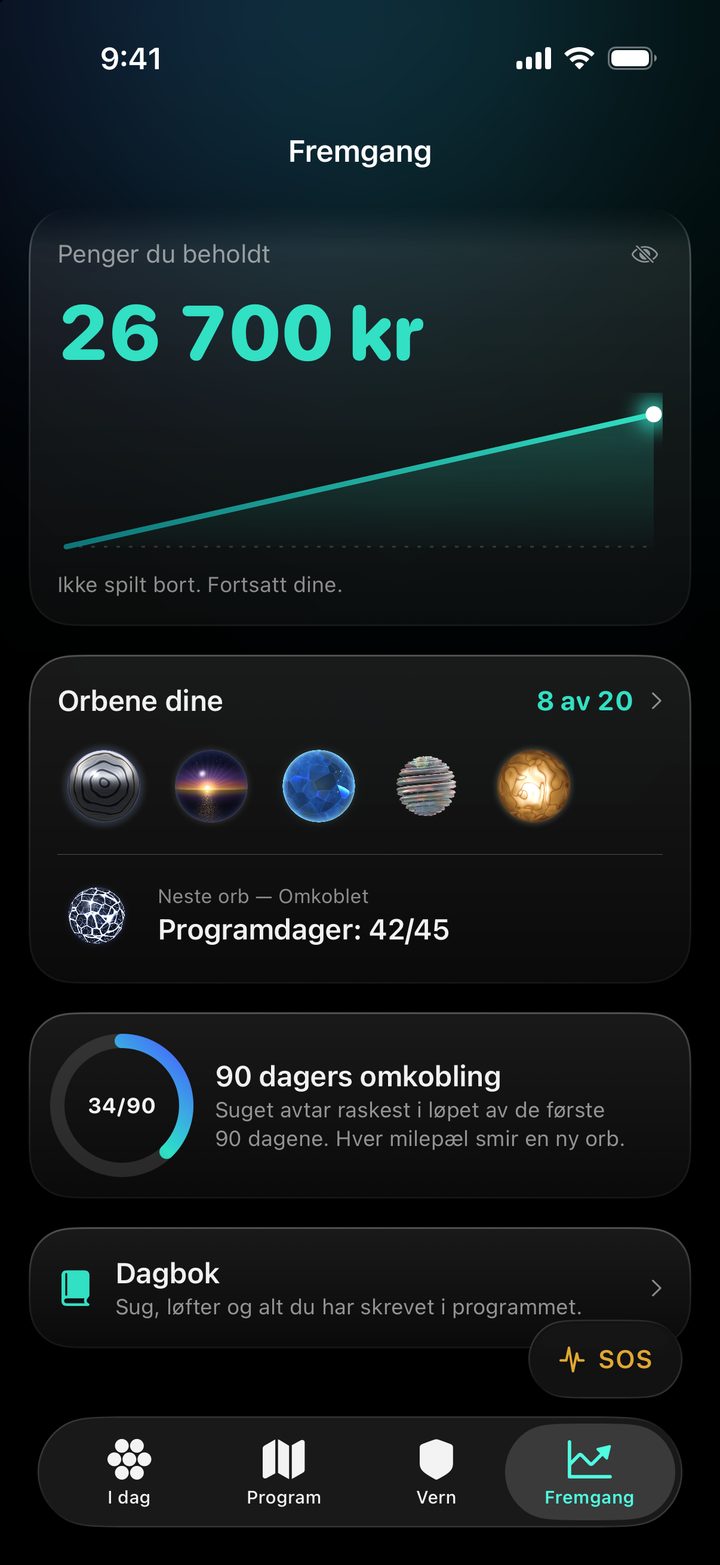 9:41
Fremgang
Penger du beholdt
26 700 kr
Ikke spilt bort. Fortsatt dine.
Orbene dine
8 av 20
Neste orb — Omkoblet
Programdager: 42/45
34/90
90 dagers omkobling
Suget avtar raskest i løpet av de første
90 dagene. Hver milepæl smir en ny orb.
Dagbok
Sug, løfter og alt du har skrevet i programmet.
SOS
I dag
Program
Vern
Fremgang